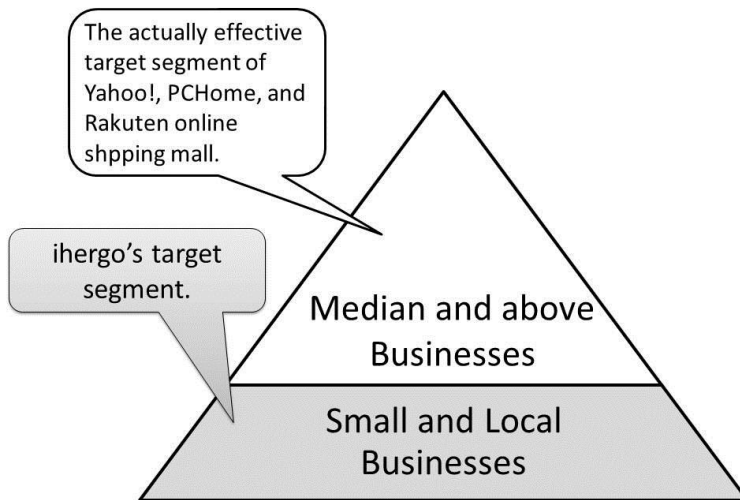 The actually effective
target segment of
Yahoo!, PCHome, and
Rakuten online
shpping mall.
ihergo's target
segment.
Median and above
Businesses
Small and Local
Businesses